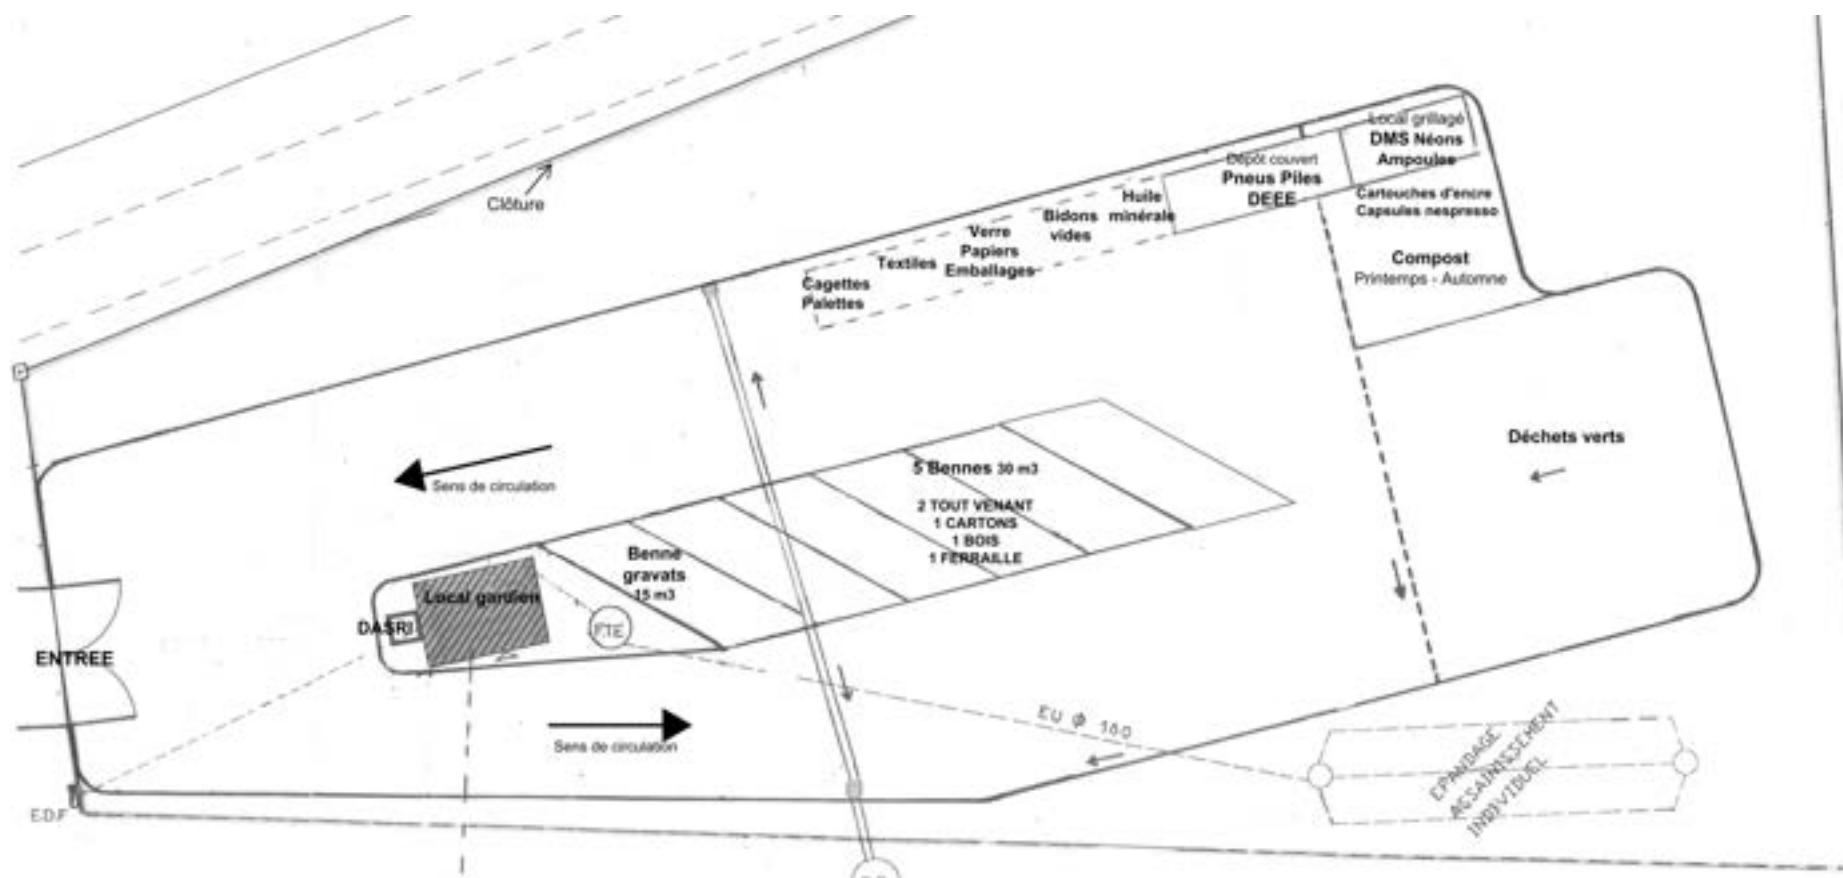 Clôture
Local grillagé
DMS Néons
Ampoules
Dépôt couvert
Pneus Piles
DEEE
Cartouches d'encre
Capsules nespresso
Huile
minérale
Bidons
vides
Verre
Papiers
Emballages
Textiles
Cagettes
Palettes
Compost
Printemps - Automne
Déchets verts
Sens de circulation
5 Bennes 30 m3
2 TOUT VENANT
1 CARTONS
1 BOIS
1 FERRAILLE
Benne
gravats
15 m3
Local gardien
DASRI
F.T.E
ENTREE
Sens de circulation
EU ϕ 160
EPANDAGE
ASSAINISSEMENT
INDIVIDUEL
E.D.F